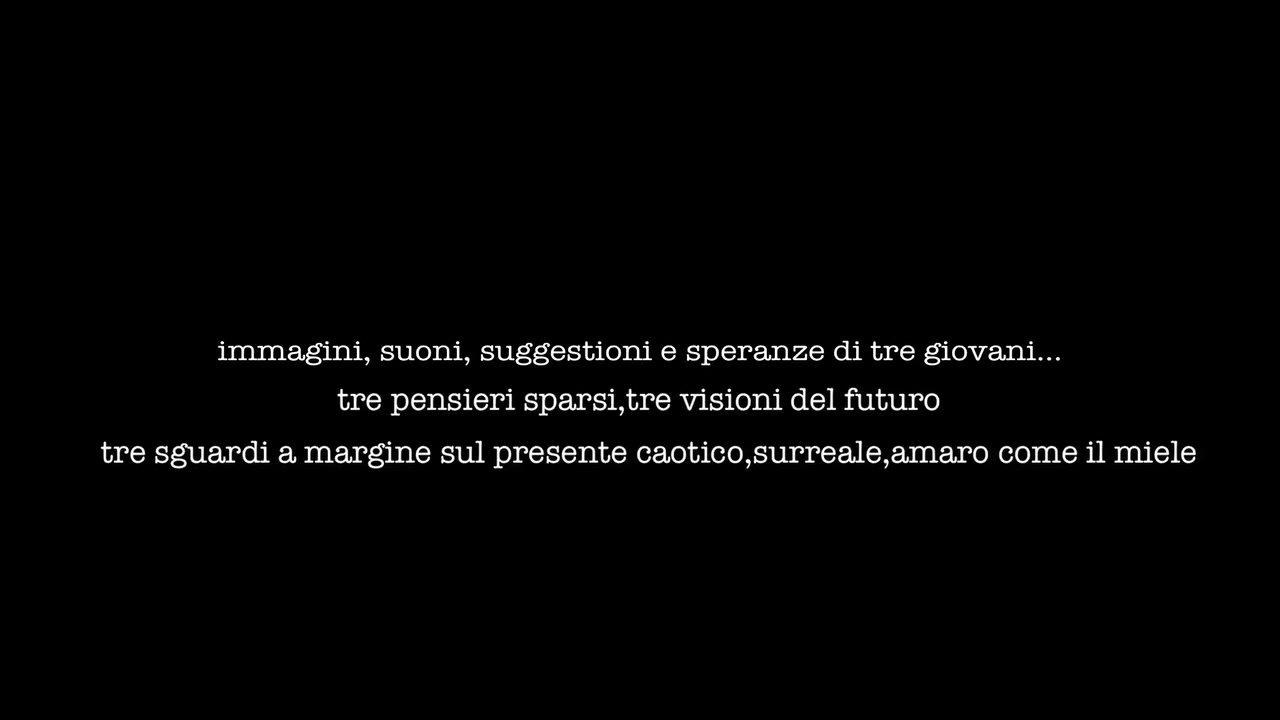 immagini, suoni, suggestioni e speranze di tre giovani...
tre pensieri sparsi,tre visioni del futuro
tre sguardi a margine sul presente caotico,surreale,amaro come il miele